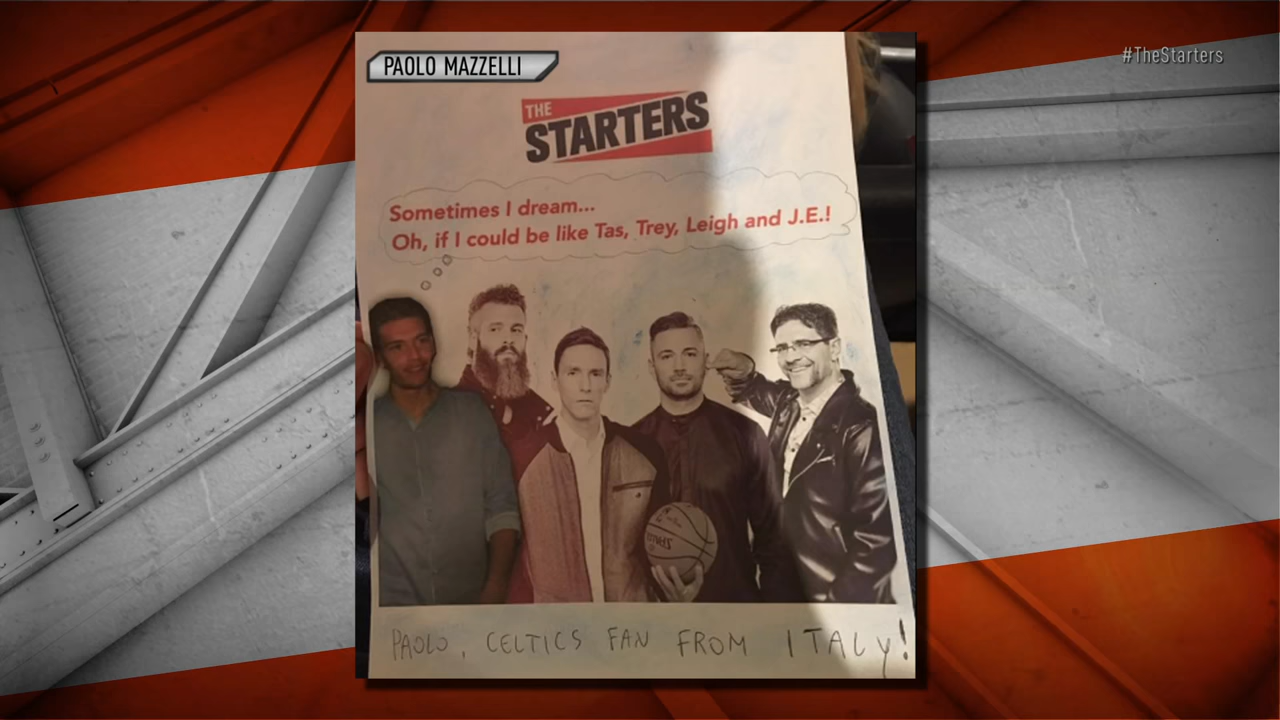 PAOLO MAZZELLI
#TheStarters
THE
STARTERS
Sometimes I dream...
Oh, if I could be like Tas, Trey, Leigh and J.E.!
PAOLO, CELTICS FAN FROM ITALY!